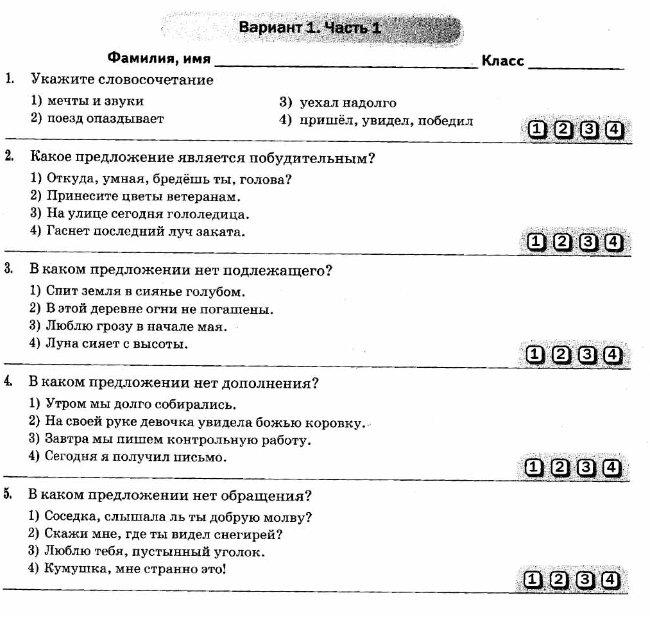 Вариант 1. Часть 1
Фамилия, имя Класс
1. Укажите словосочетание
1) мечты и звуки 3) уехал надолго
2) поезд опаздывает 4) пришёл, увидел, победил
1 2 3 4
2. Какое предложение является побудительным?
1) Откуда, умная, бредёшь ты, голова?
2) Принесите цветы ветеранам.
3) На улице сегодня гололедица.
4) Гаснет последний луч заката.
1 2 3 4
3. В каком предложении нет подлежащего?
1) Спит земля в сиянье голубом.
2) В этой деревне огни не погашены.
3) Люблю грозу в начале мая.
4) Луна сияет с высоты.
1 2 3 4
4. В каком предложении нет дополнения?
1) Утром мы долго собирались.
2) На своей руке девочка увидела божью коровку.
3) Завтра мы пишем контрольную работу.
4) Сегодня я получил письмо.
1 2 3 4
5. В каком предложении нет обращения?
1) Соседка, слышала ль ты добрую молву?
2) Скажи мне, где ты видел снегирей?
3) Люблю тебя, пустынный уголок.
4) Кумушка, мне странно это!
1 2 3 4